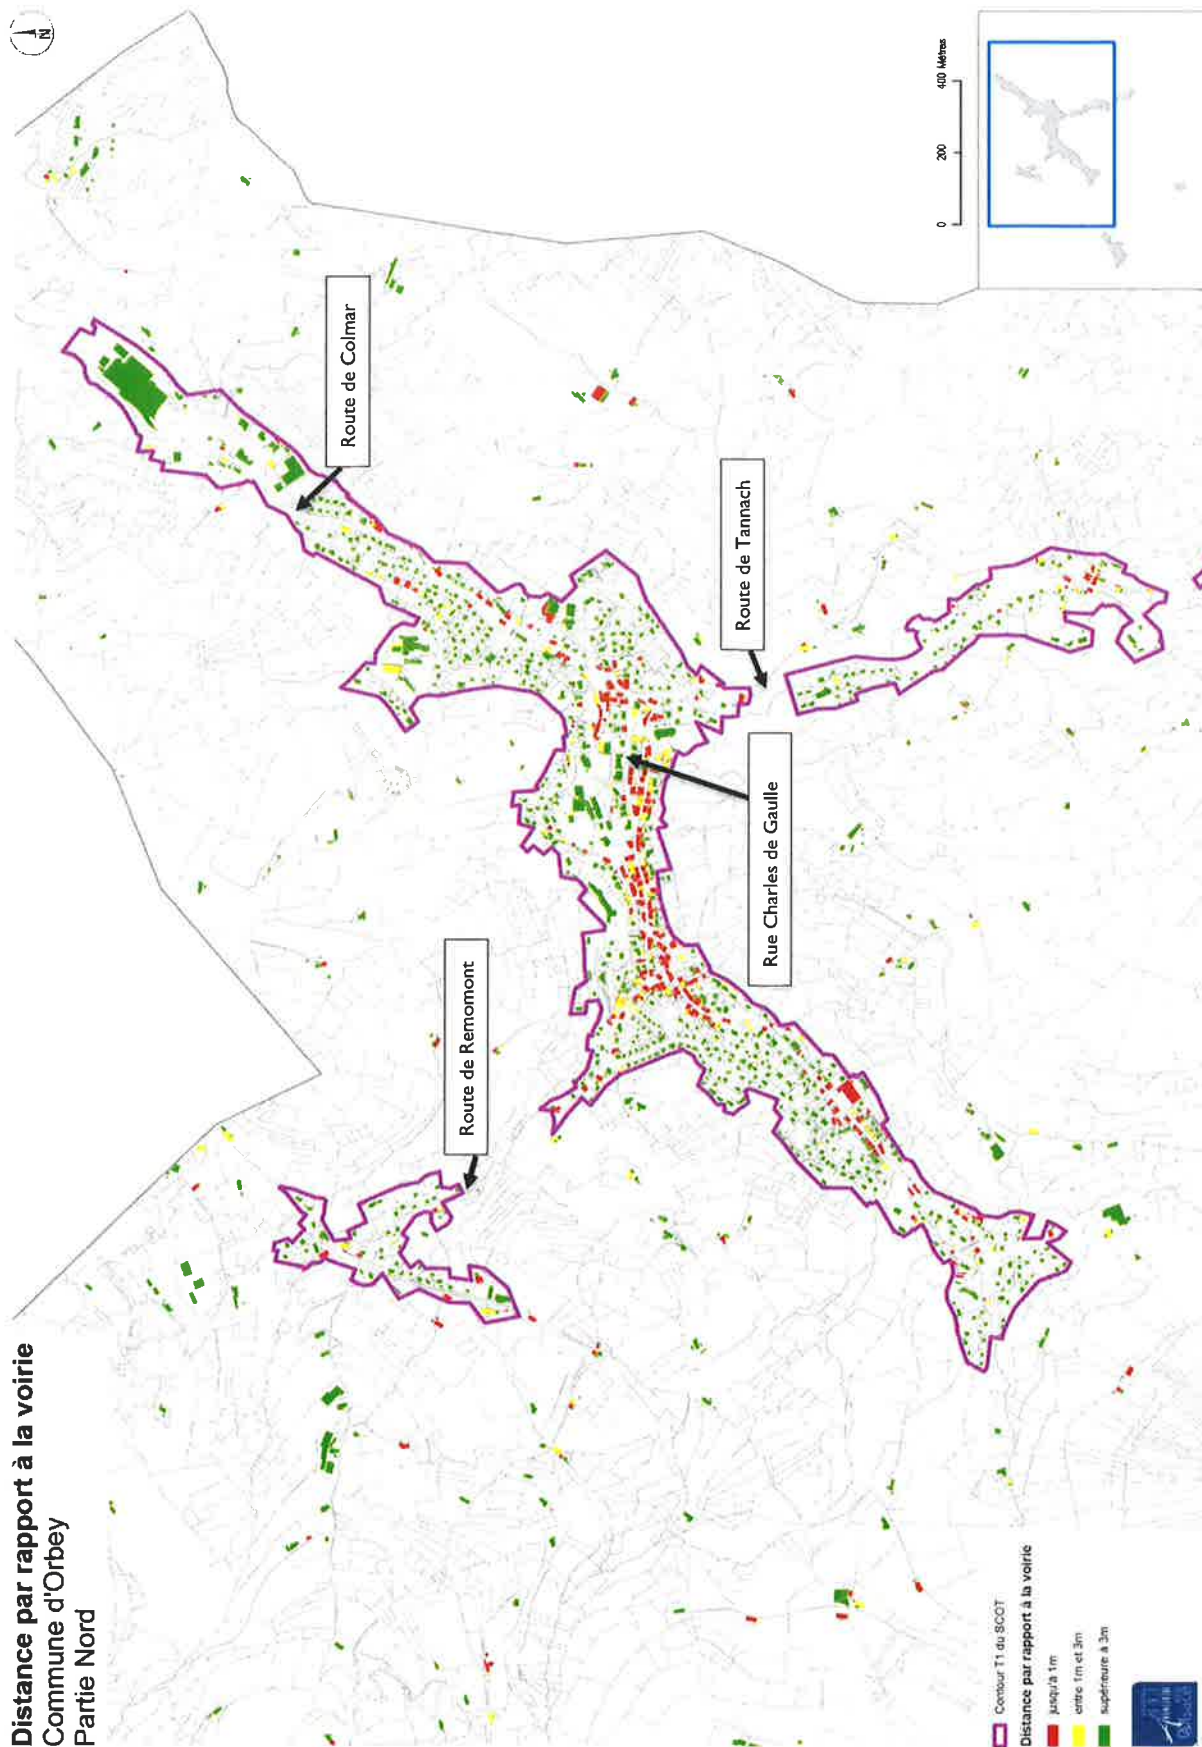 Distance par rapport à la voirie
Commune d'Orbey
Partie Nord
N
Route de Colmar
Route de Tannach
Rue Charles de Gaulle
Route de Remomont
0 200 400 Mètres
Contour T1 du SCOT
Distance par rapport à la voirie
jusqu'à 1m
entre 1m et 3m
supérieure à 3m